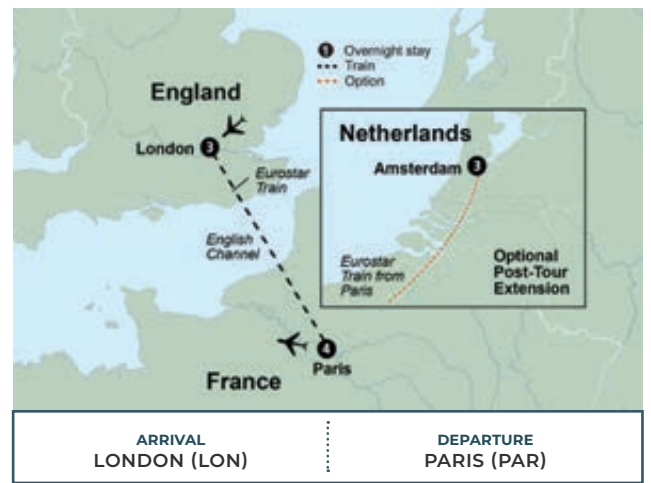 1 Overnight stay
Train
Option
England
London 3
Eurostar
Train
English
Channel
Netherlands
Amsterdam 3
Eurostar
Train from
Paris
Optional
Post-Tour
Extension
4
Paris
France
ARRIVAL
LONDON (LON)
DEPARTURE
PARIS (PAR)